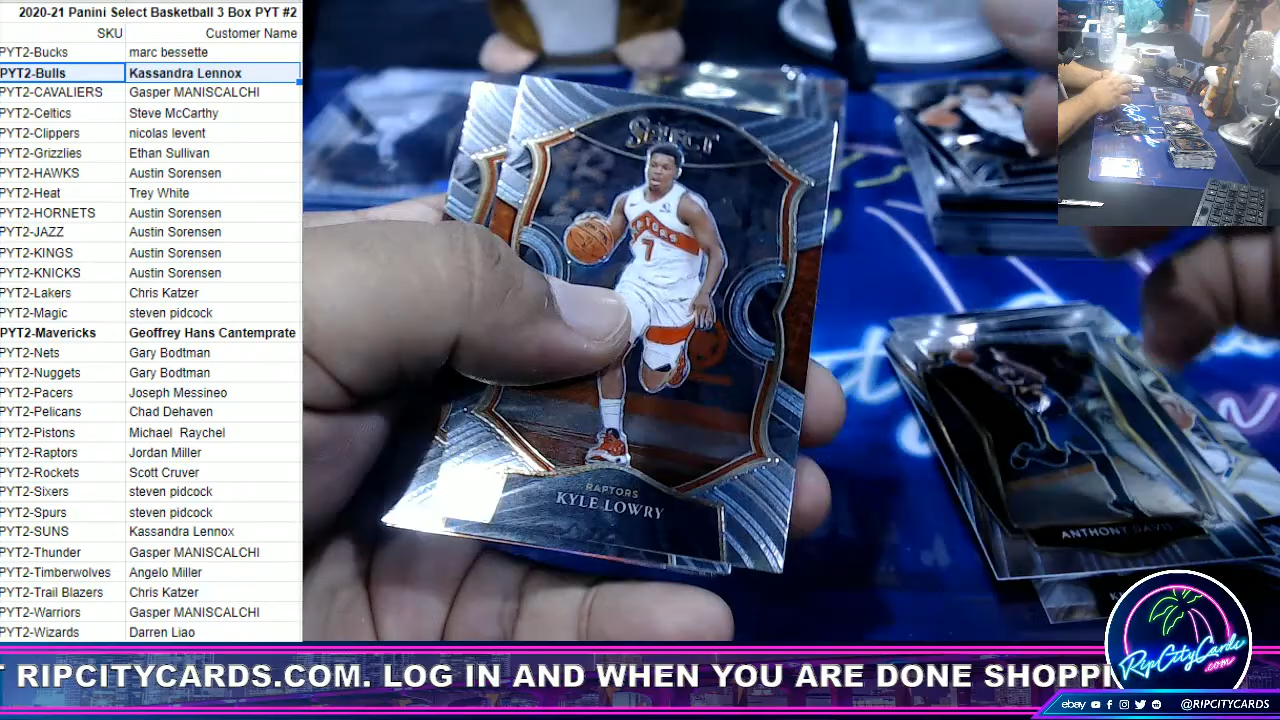 2020-21 Panini Select Basketball 3 Box PYT #2
SKU Customer Name
PYT2-Bucks marc bessette
PYT2-Bulls Kassandra Lennox
PYT2-CAVALIERS Gasper MANISCALCHI
PYT2-Celtics Steve McCarthy
PYT2-Clippers nicolas levent
PYT2-Grizzlies Ethan Sullivan
PYT2-HAWKS Austin Sorensen
PYT2-Heat Trey White
PYT2-HORNETS Austin Sorensen
PYT2-JAZZ Austin Sorensen
PYT2-KINGS Austin Sorensen
PYT2-KNICKS Austin Sorensen
PYT2-Lakers Chris Katzer
PYT2-Magic steven pidcock
PYT2-Mavericks Geoffrey Hans Cantemprate
PYT2-Nets Gary Bodtman
PYT2-Nuggets Gary Bodtman
PYT2-Pacers Joseph Messineo
PYT2-Pelicans Chad Dehaven
PYT2-Pistons Michael Raychel
PYT2-Raptors Jordan Miller
PYT2-Rockets Scott Cruver
PYT2-Sixers steven pidcock
PYT2-Spurs steven pidcock
PYT2-SUNS Kassandra Lennox
PYT2-Thunder Gasper MANISCALCHI
PYT2-Timberwolves Angelo Miller
PYT2-Trail Blazers Chris Katzer
PYT2-Warriors Gasper MANISCALCHI
PYT2-Wizards Darren Liao
SELECT
7
RAPTORS
KYLE LOWRY
ANTHONY DAVIS
RIPCITYCARDS.COM. LOG IN AND WHEN YOU ARE DONE SHOPPI
RipCityCards
.com
ebay @RIPCITYCARDS